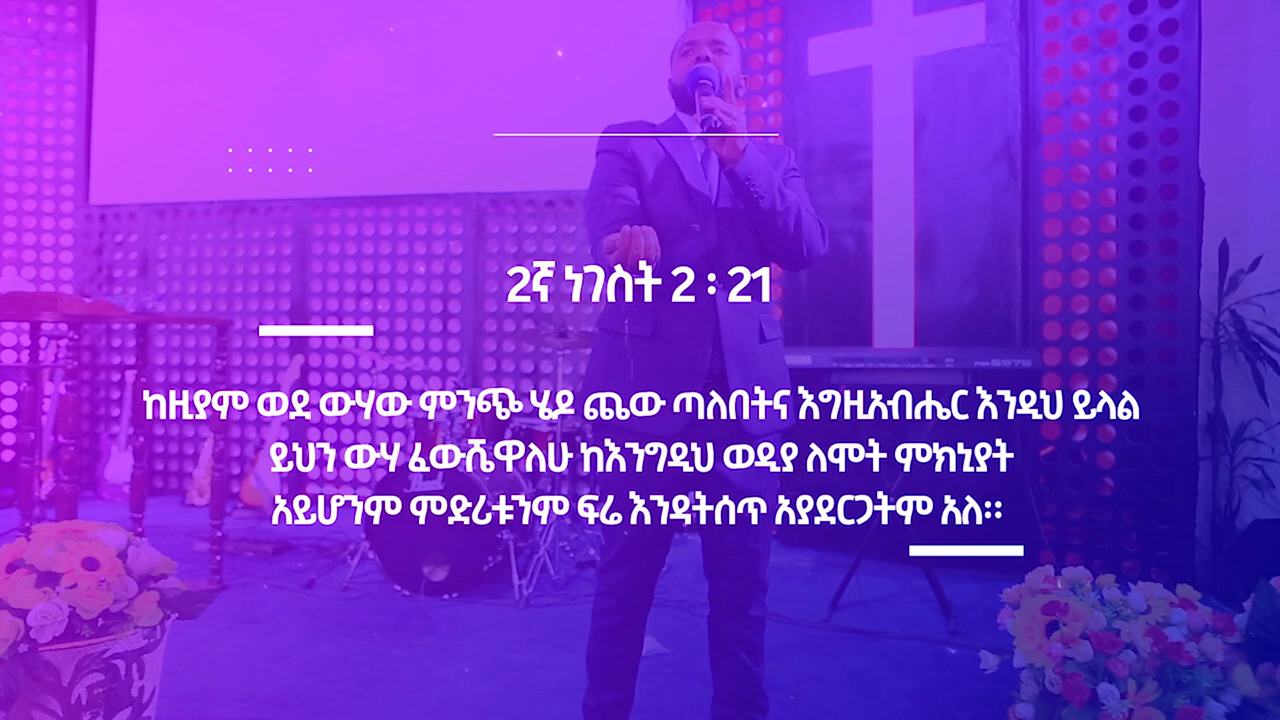 2ኛ ነገስት 2 : 21
ከዚያም ወደ ውሃው ምንጭ ሄዶ ጨው ጣለበትና እግዚአብሔር እንዲህ ይላል
ይህን ውሃ ፈውሼዋለሁ ከእንግዲህ ወዲያ ለሞት ምክኒያት
አይሆንም ምድሪቱንም ፍሬ እንዳትሰጥ አያደርጋትም አለ።